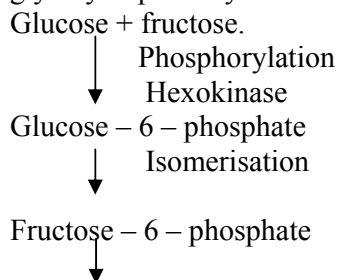 Glucose + fructose.
Phosphorylation
Hexokinase
Glucose – 6 – phosphate
Isomerisation
Fructose – 6 – phosphate